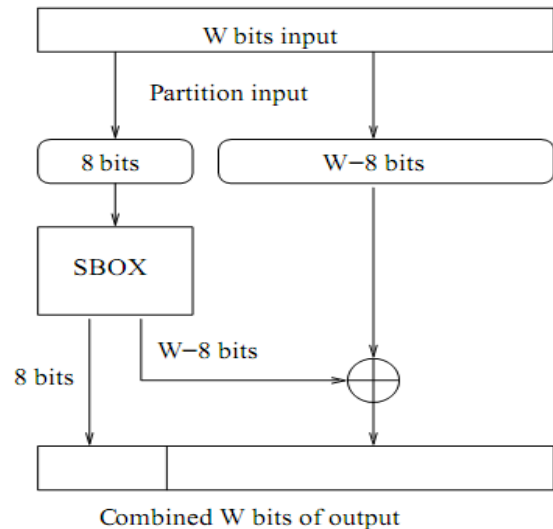 W bits input
Partition input
8 bits
W−8 bits
SBOX
W−8 bits
8 bits
Combined W bits of output